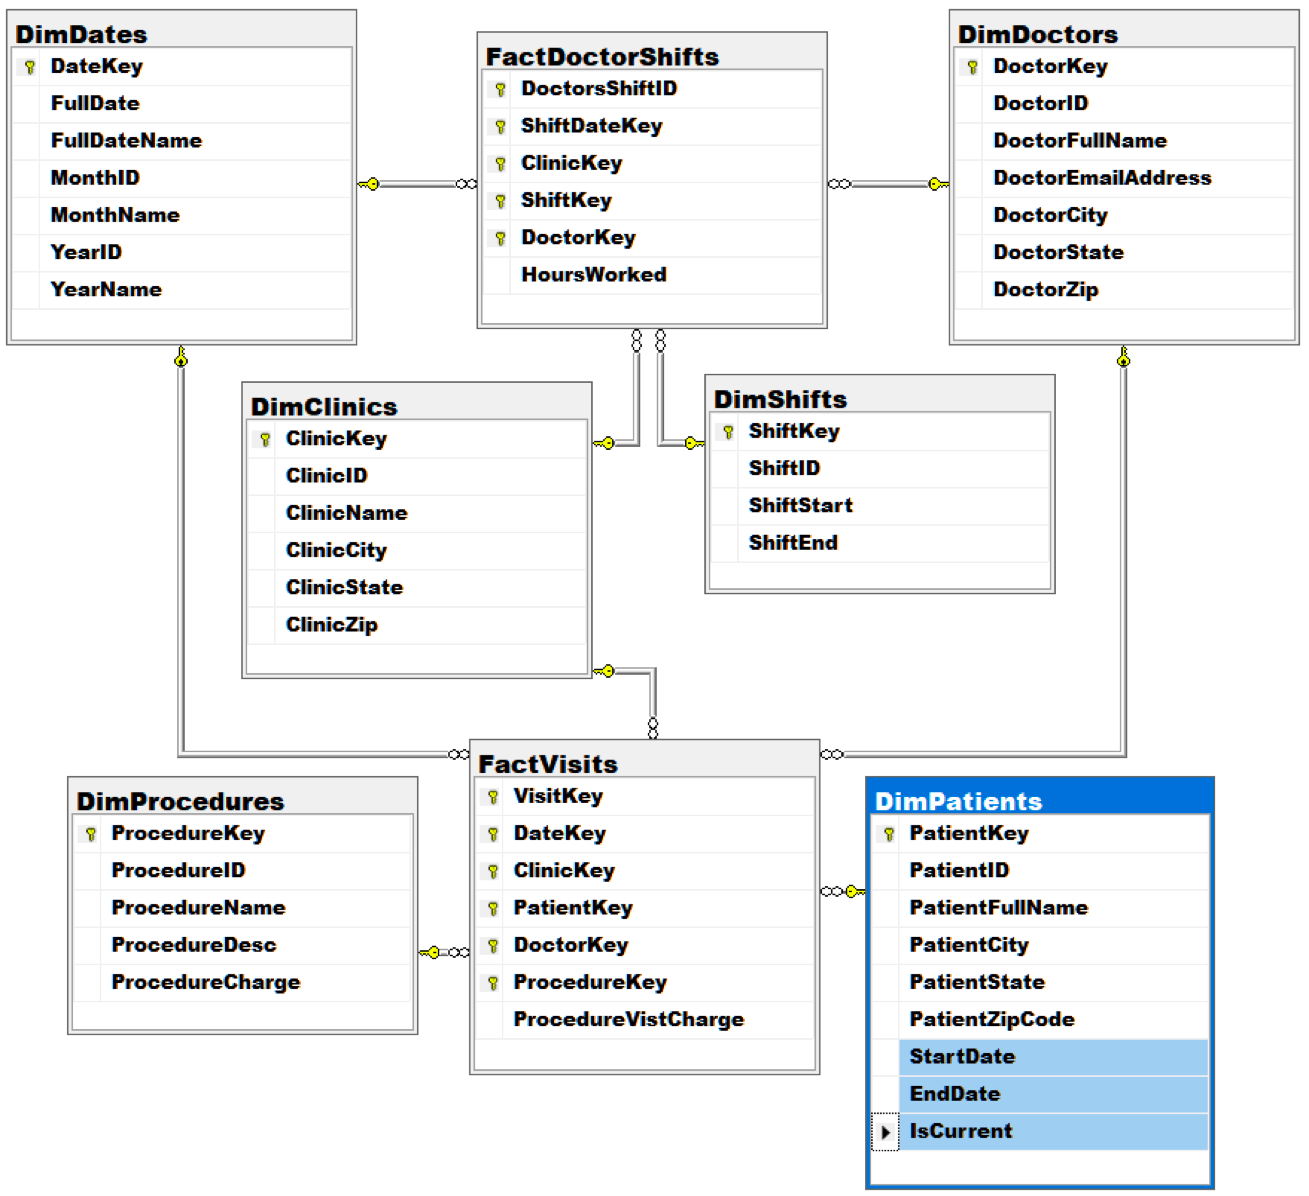 DimDates
DateKey
FullDate
FullDateName
MonthID
MonthName
YearID
YearName
FactDoctorShifts
DoctorsShiftID
ShiftDateKey
ClinicKey
ShiftKey
DoctorKey
HoursWorked
DimDoctors
DoctorKey
DoctorID
DoctorFullName
DoctorEmailAddress
DoctorCity
DoctorState
DoctorZip
DimClinics
ClinicKey
ClinicID
ClinicName
ClinicCity
ClinicState
ClinicZip
DimShifts
ShiftKey
ShiftID
ShiftStart
ShiftEnd
DimProcedures
ProcedureKey
ProcedureID
ProcedureName
ProcedureDesc
ProcedureCharge
FactVisits
VisitKey
DateKey
ClinicKey
PatientKey
DoctorKey
ProcedureKey
ProcedureVistCharge
DimPatients
PatientKey
PatientID
PatientFullName
PatientCity
PatientState
PatientZipCode
StartDate
EndDate
IsCurrent